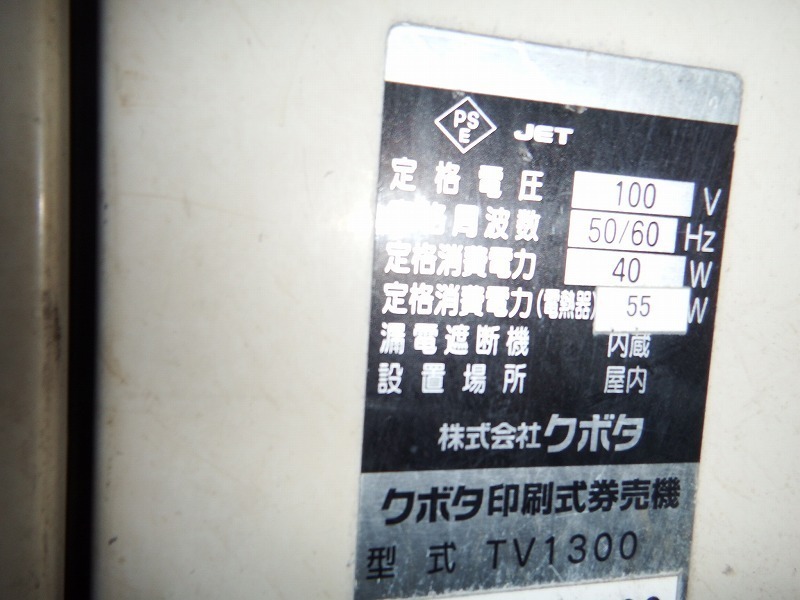 PS E JET
定格電圧 100 V
周波数 50/60 Hz
定格消費電力 40 W
定格消費電力(電熱器) 55 W
漏電遮断機 内蔵
設置場所 屋内
株式会社クボタ
クボタ印刷式券売機
型式 TV1300